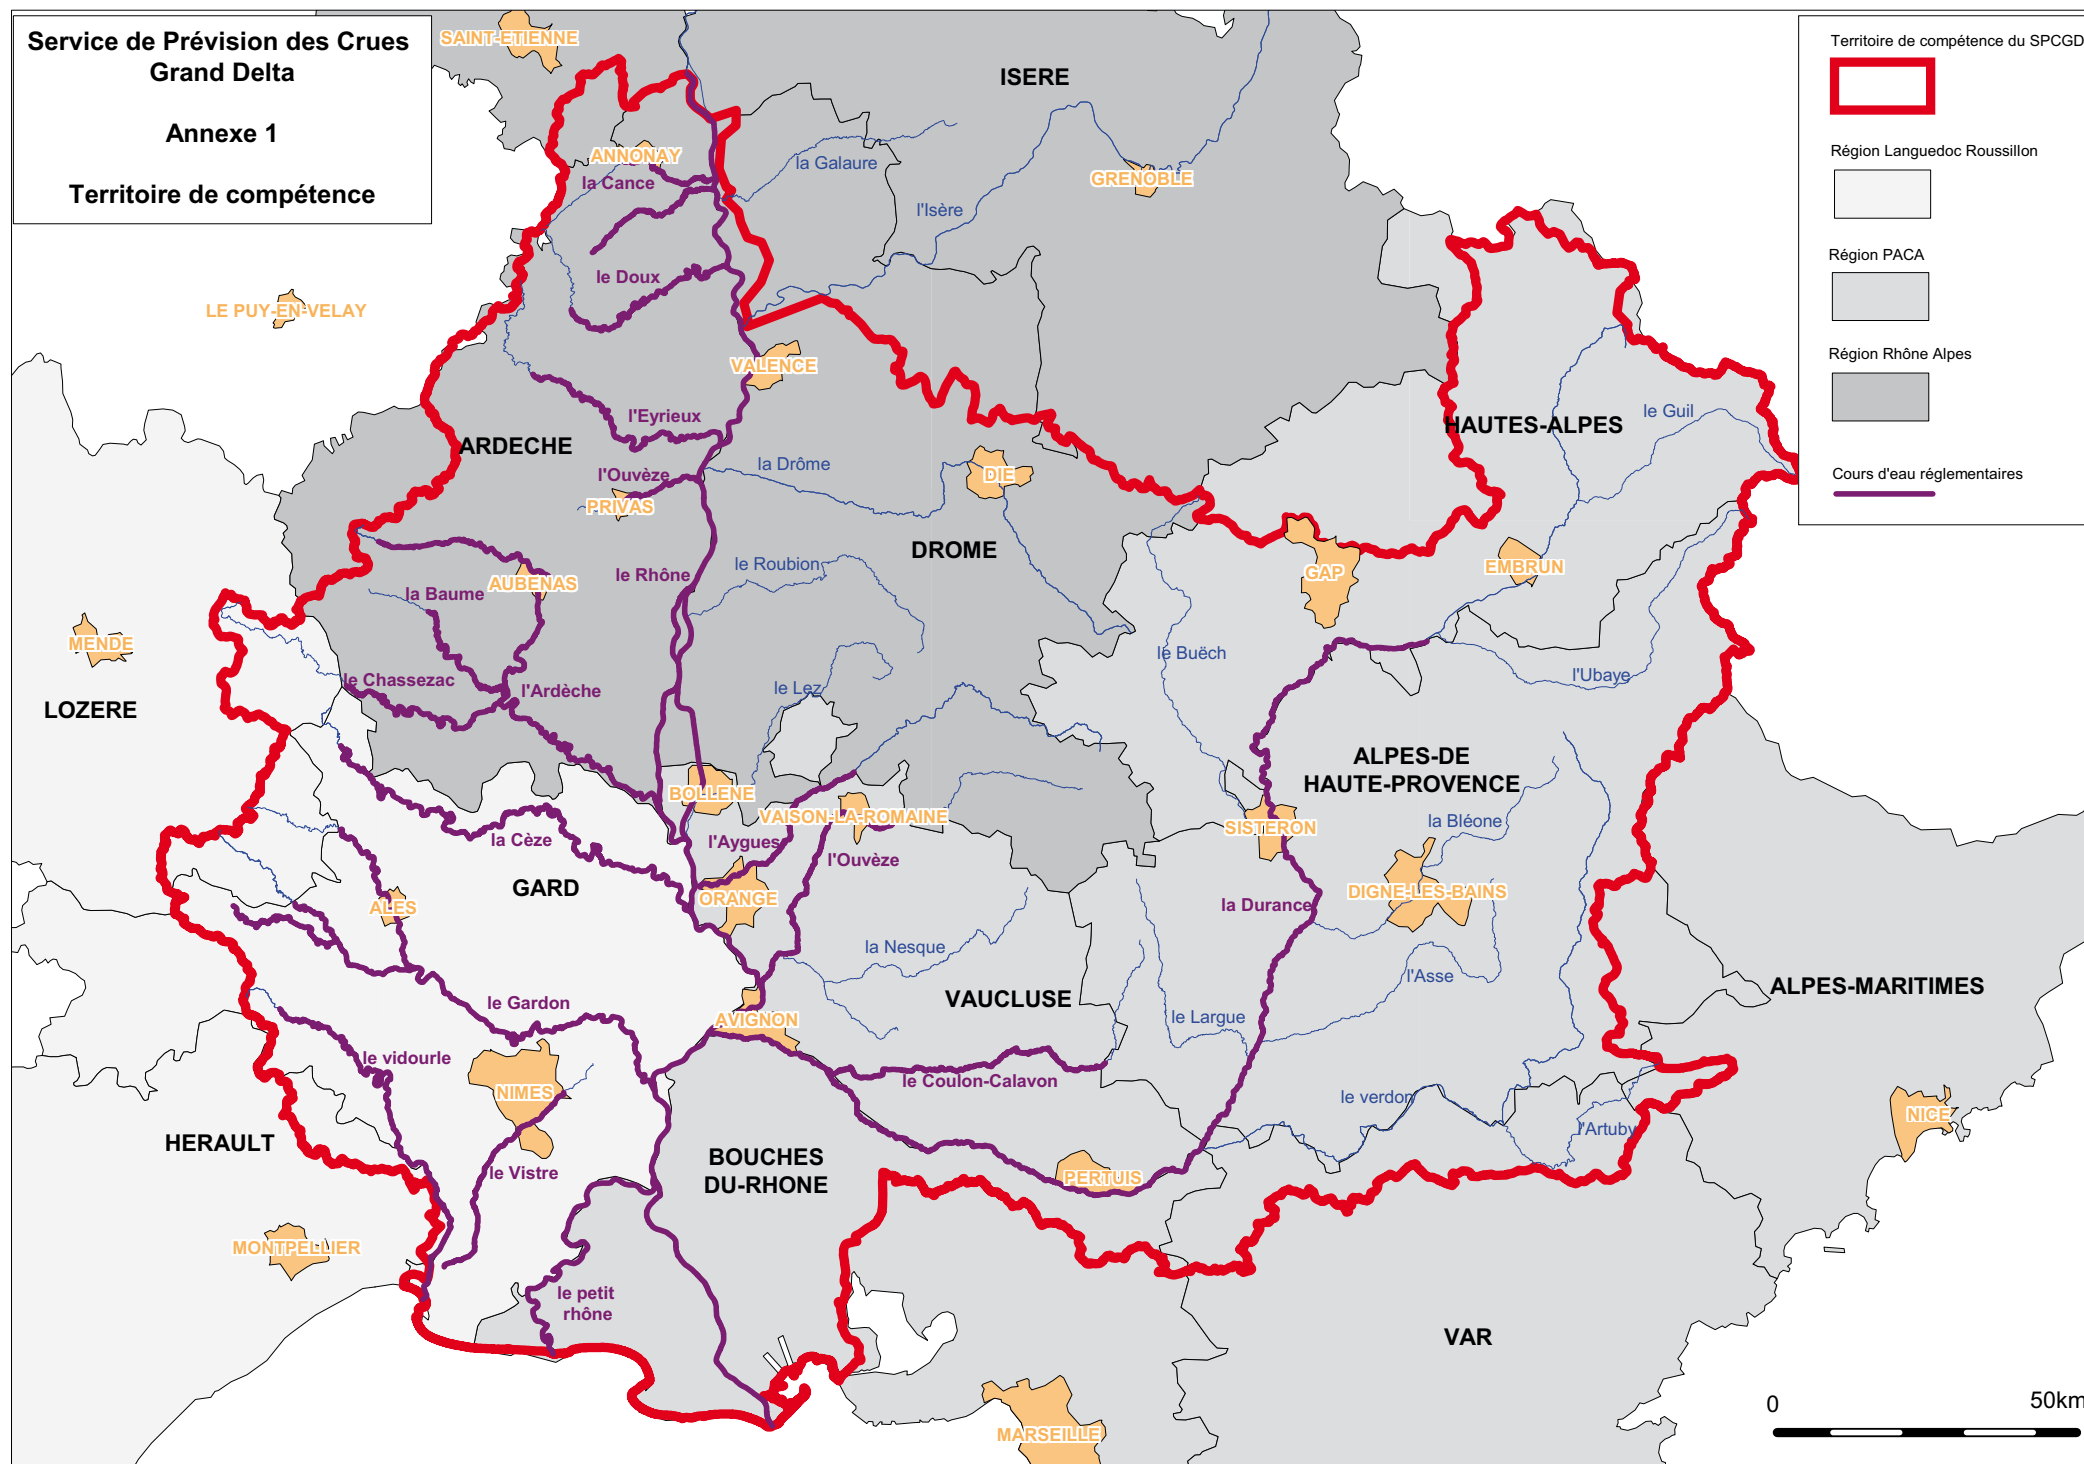 Service de Prévision des Crues
Grand Delta
Annexe 1
Territoire de compétence
Territoire de compétence du SPCGD
Région Languedoc Roussillon
Région PACA
Région Rhône Alpes
Cours d'eau réglementaires
SAINT-ETIENNE
ISERE
ANNONAY
la Cance
la Galaure
GRENOBLE
l'Isère
le Doux
LE PUY-EN-VELAY
VALENCE
l'Eyrieux
ARDECHE
HAUTES-ALPES
le Guil
l'Ouvèze
la Drôme
DIE
PRIVAS
DROME
le Roubion
le Rhône
AUBENAS
la Baume
GAP
EMBRUN
MENDE
le Buëch
l'Ubaye
le Chassezac
l'Ardèche
le Lez
LOZERE
ALPES-DE
HAUTE-PROVENCE
BOLLENE
VAISON-LA-ROMAINE
SISTERON
la Bléone
la Cèze
l'Aygues
l'Ouvèze
GARD
ALES
ORANGE
la Durance
DIGNE-LES-BAINS
la Nesque
l'Asse
ALPES-MARITIMES
le Gardon
VAUCLUSE
AVIGNON
le Largue
le vidourle
NIMES
le Coulon-Calavon
le verdon
NICE
l'Artuby
HERAULT
le Vistre
BOUCHES
DU-RHONE
PERTUIS
MONTPELLIER
le petit
rhône
VAR
MARSEILLE
0
50km